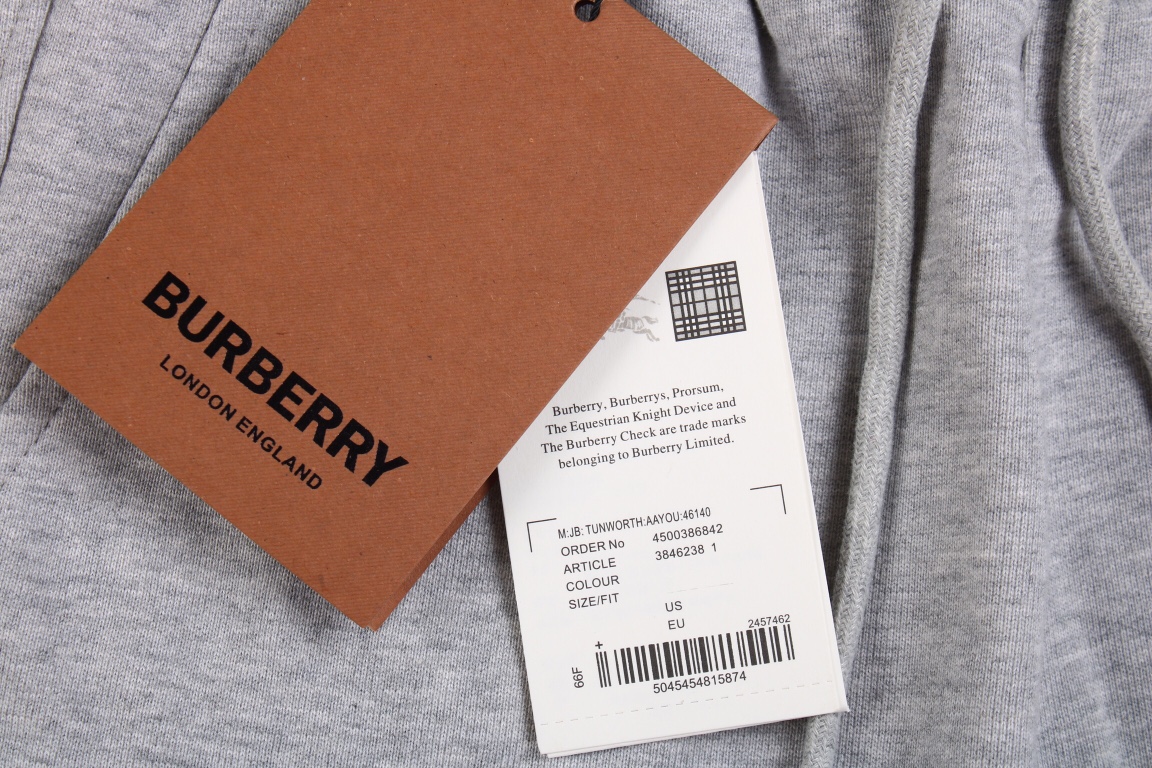 BURBERRY
LONDON ENGLAND
Burberry, Burberrys, Prorsum,
The Equestrian Knight Device and
The Burberry Check are trade marks
belonging to Burberry Limited.
M:JB: TUNWORTH:AAYOU:46140
ORDER No 4500386842
ARTICLE 3846238 1
COLOUR
SIZE/FIT
US
EU
2457462
+
66F
5045454815874